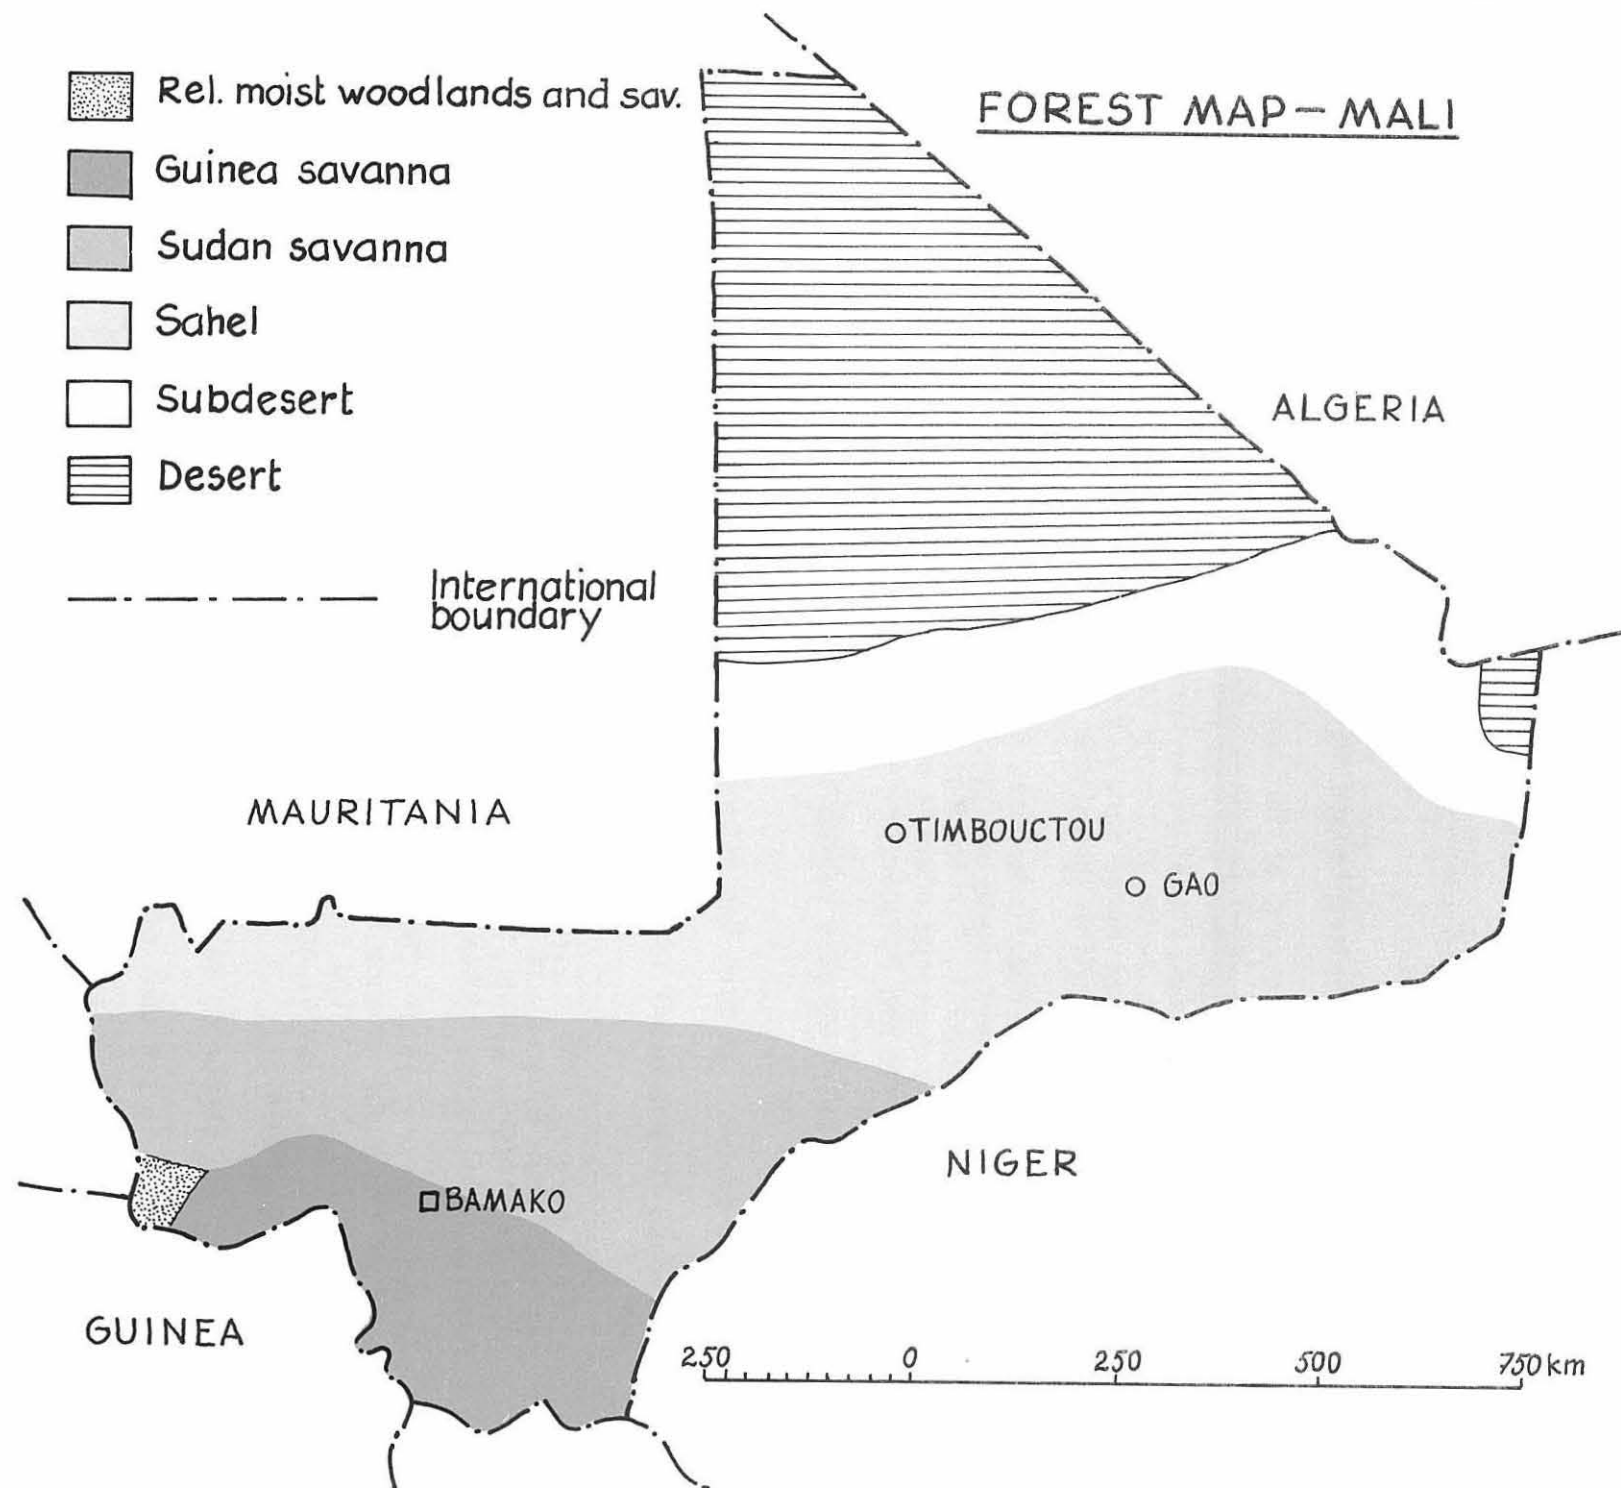 FOREST MAP — MALI
Rel. moist woodlands and sav.
Guinea savanna
Sudan savanna
Sahel
Subdesert
Desert
International
boundary
ALGERIA
MAURITANIA
TIMBOUCTOU
GAO
NIGER
BAMAKO
GUINEA
250 0 250 500 750 km